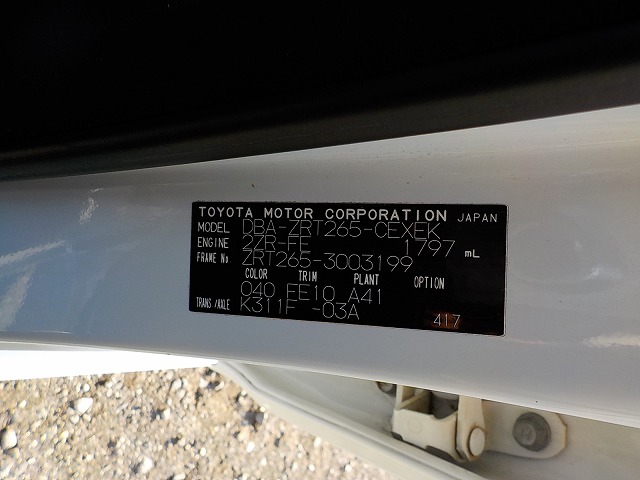 TOYOTA MOTOR CORPORATION JAPAN
MODEL DBA-ZRT265-CEXEK
ENGINE 2ZR-FE 1797 mL
FRAME No. ZRT265-3003199
COLOR TRIM PLANT OPTION
040 FE10 A41
TRANS/AXLE K311F -03A
417